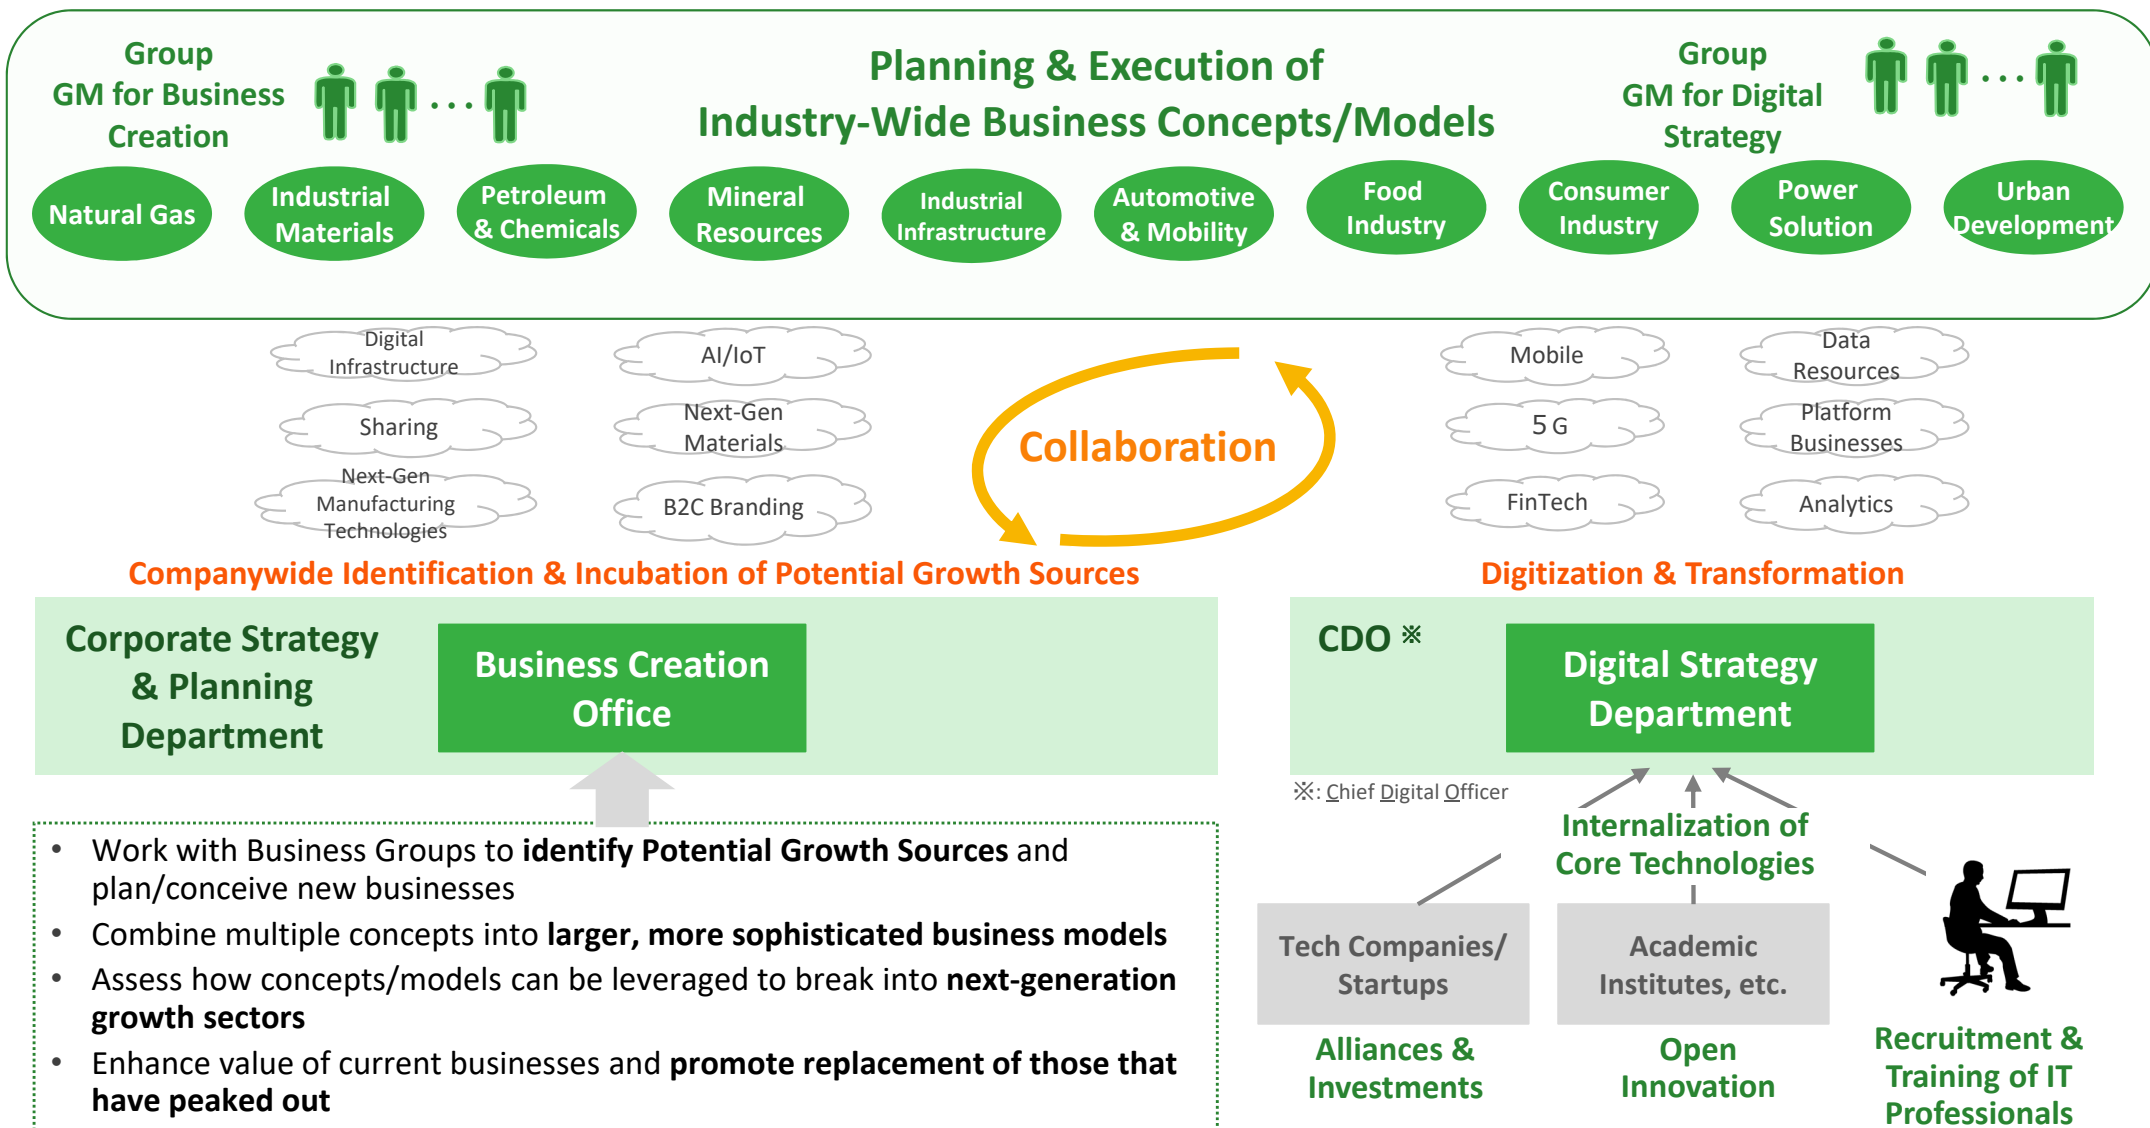 Group
GM for Business
Creation
Planning & Execution of
Industry-Wide Business Concepts/Models
Group
GM for Digital
Strategy
Natural Gas
Industrial
Materials
Petroleum
& Chemicals
Mineral
Resources
Industrial
Infrastructure
Automotive
& Mobility
Food
Industry
Consumer
Industry
Power
Solution
Urban
Development
Digital
Infrastructure
AI/IoT
Sharing
Next-Gen
Materials
Next-Gen
Manufacturing
Technologies
B2C Branding
Collaboration
Mobile
Data
Resources
5 G
Platform
Businesses
FinTech
Analytics
Companywide Identification & Incubation of Potential Growth Sources
Digitization & Transformation
Corporate Strategy
& Planning
Department
Business Creation
Office
CDO ※
Digital Strategy
Department
※: Chief Digital Officer
• Work with Business Groups to identify Potential Growth Sources and
plan/conceive new businesses
• Combine multiple concepts into larger, more sophisticated business models
• Assess how concepts/models can be leveraged to break into next-generation
growth sectors
• Enhance value of current businesses and promote replacement of those that
have peaked out
Internalization of
Core Technologies
Tech Companies/
Startups
Academic
Institutes, etc.
Alliances &
Investments
Open
Innovation
Recruitment &
Training of IT
Professionals